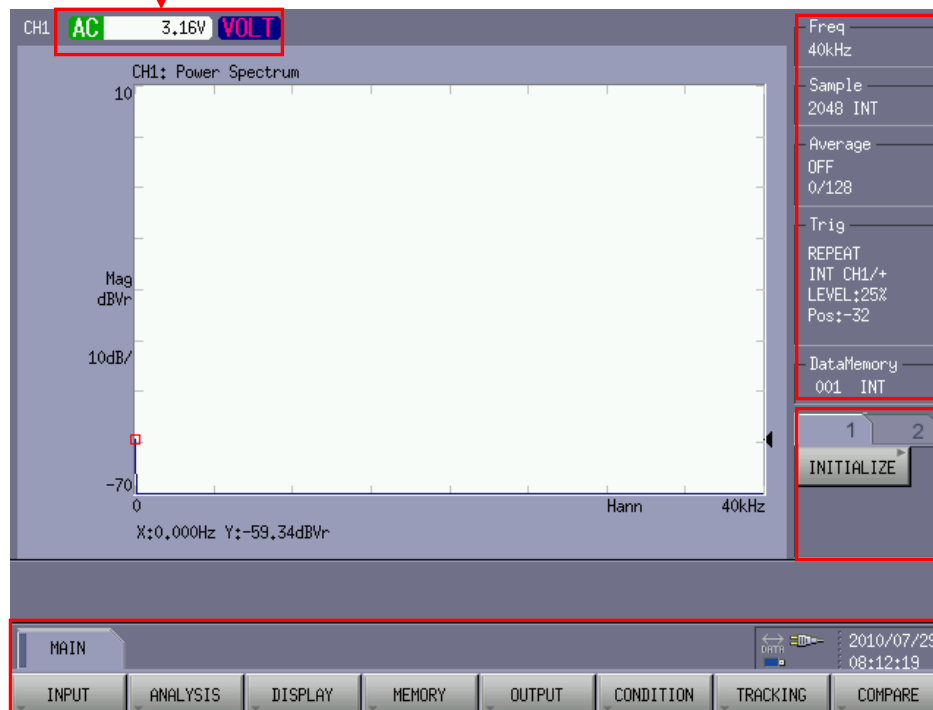 CH1 AC 3.16V VOLT
CH1: Power Spectrum
10
Mag
dBVr
10dB/
-70
0 Hann 40kHz
X:0.000Hz Y:-59.34dBVr
Freq
40kHz
Sample
2048 INT
Average
OFF
0/128
Trig
REPEAT
INT CH1/+
LEVEL:25%
Pos:-32
DataMemory
001 INT
1 2
INITIALIZE
MAIN
DATA
2010/07/29
08:12:19
INPUT ANALYSIS DISPLAY MEMORY OUTPUT CONDITION TRACKING COMPARE